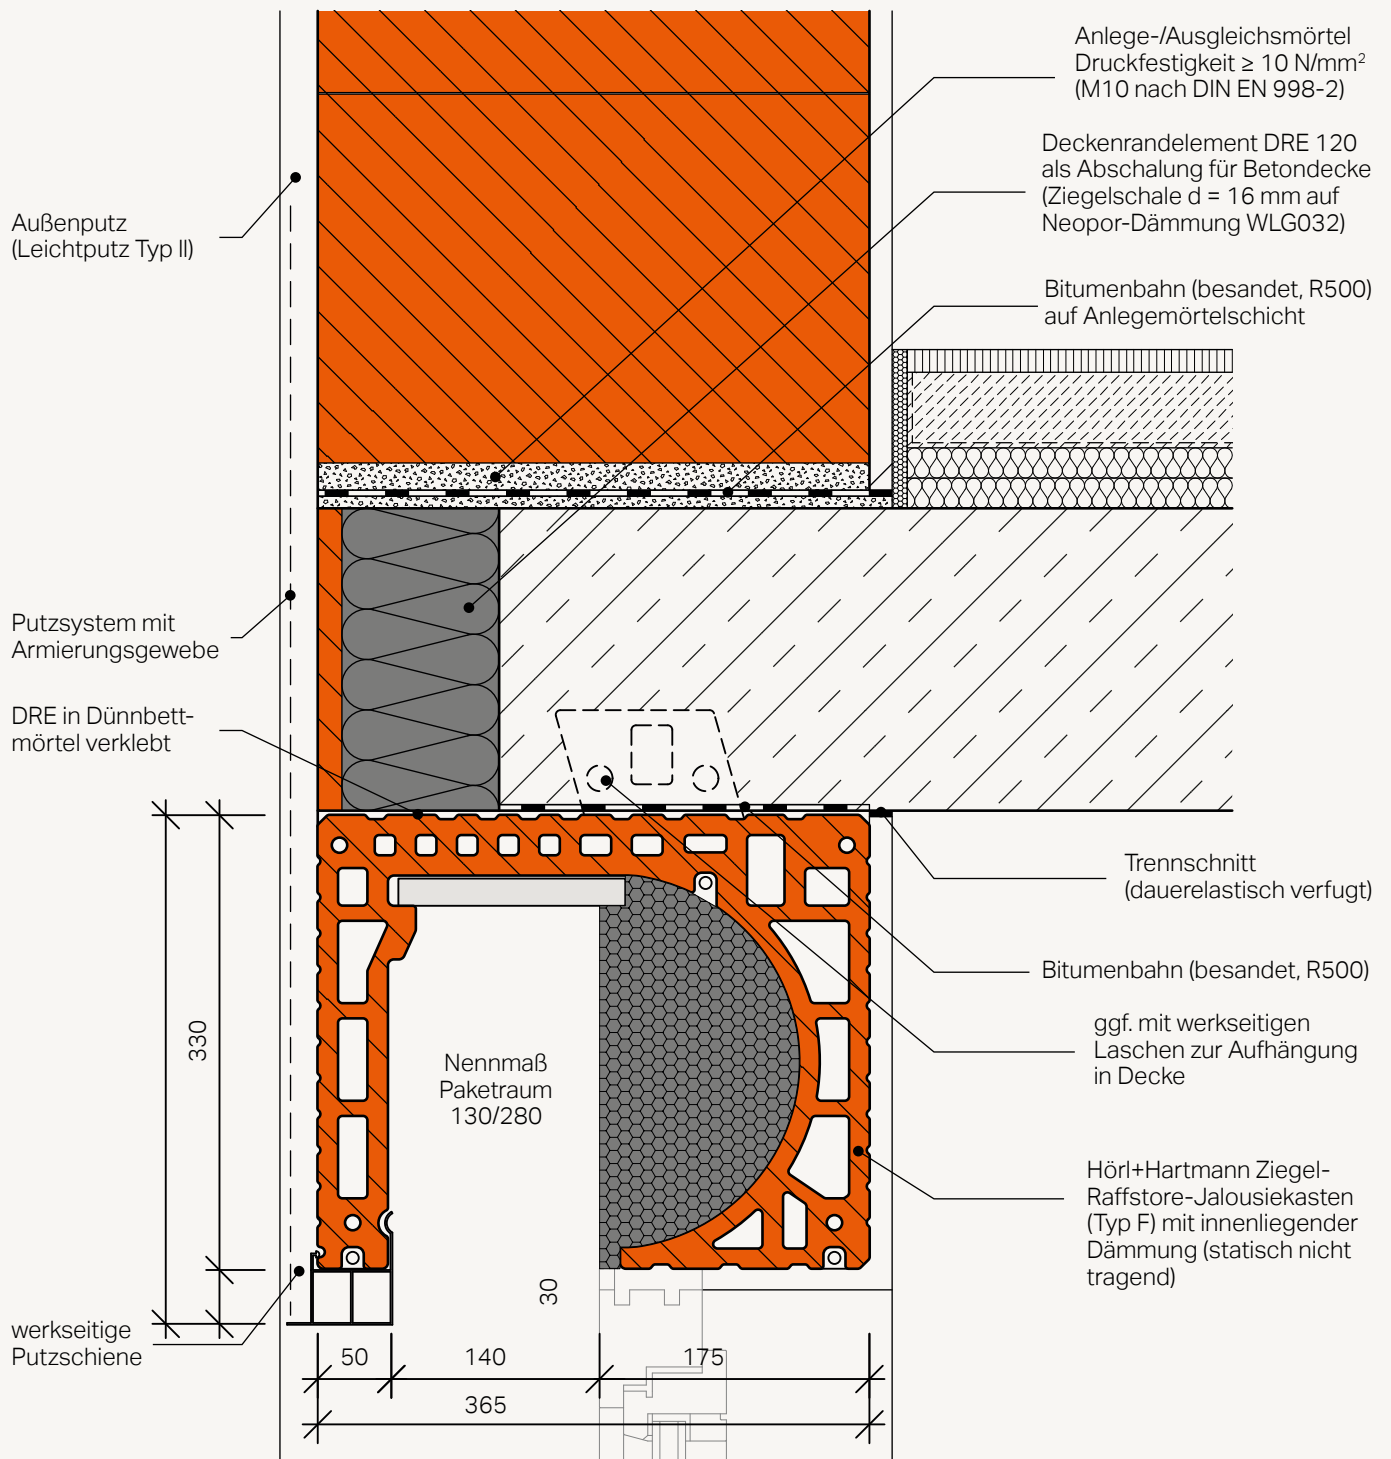 Anlege-/Ausgleichsmörtel
Druckfestigkeit ≥ 10 N/mm²
(M10 nach DIN EN 998-2)
Deckenrandelement DRE 120
als Abschalung für Betondecke
(Ziegelschale d = 16 mm auf
Neopor-Dämmung WLG032)
Außenputz
(Leichtputz Typ II)
Bitumenbahn (besandet, R500)
auf Anlegemörtelschicht
Putzsystem mit
Armierungsgewebe
DRE in Dünnbett-
mörtel verklebt
Trennschnitt
(dauerelastisch verfugt)
Bitumenbahn (besandet, R500)
ggf. mit werkseitigen
Laschen zur Aufhängung
in Decke
330
Nennmaß
Paketraum
130/280
Hörl+Hartmann Ziegel-
Raffstore-Jalousiekasten
(Typ F) mit innenliegender
Dämmung (statisch nicht
tragend)
30
werkseitige
Putzschiene
50
140
175
365